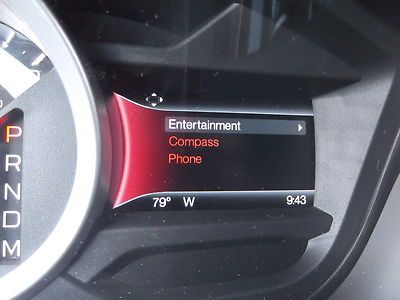 P
R
N
D
M
Entertainment
Compass
Phone
79° W 9:43